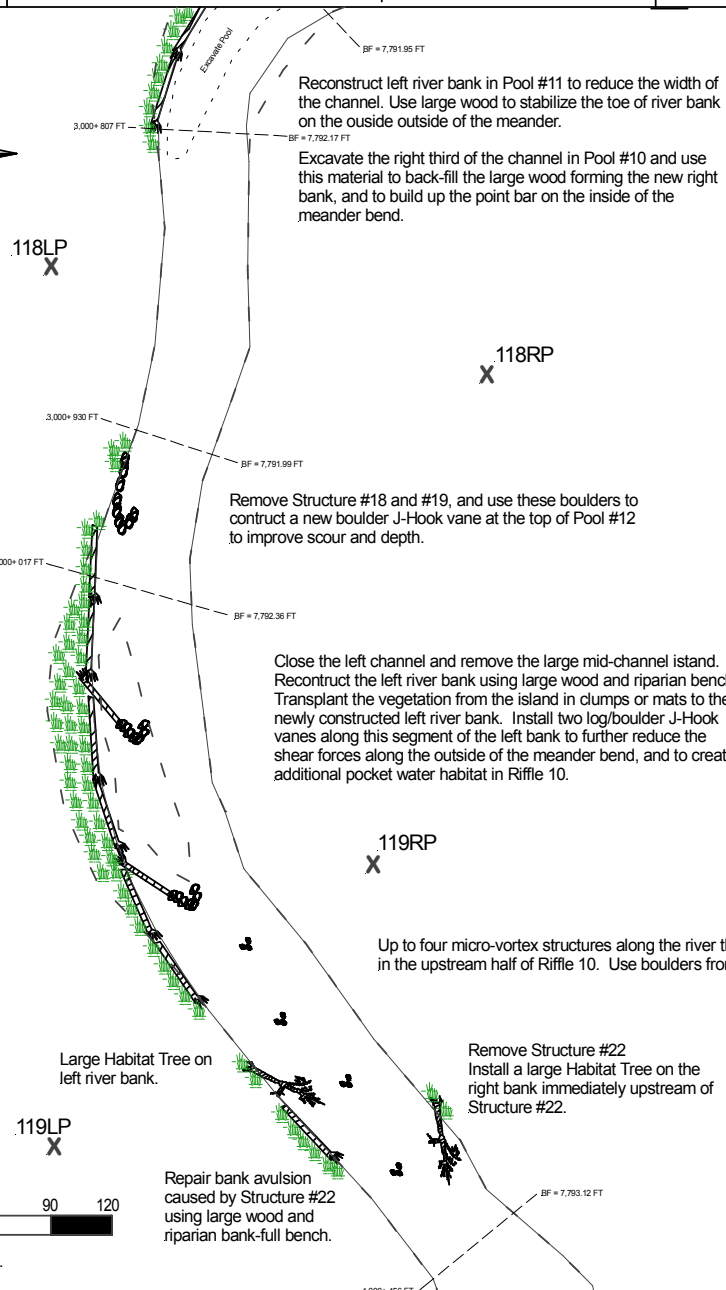 BF = 7,791.95 FT
Excavate Pool
Reconstruct left river bank in Pool #11 to reduce the width of
the channel. Use large wood to stabilize the toe of river bank
on the ouside outside of the meander.
3,000+ 807 FT
BF = 7,792.17 FT
Excavate the right third of the channel in Pool #10 and use
this material to back-fill the large wood forming the new right
bank, and to build up the point bar on the inside of the
meander bend.
118LP
X
118RP
X
3,000+ 930 FT
BF = 7,791.99 FT
Remove Structure #18 and #19, and use these boulders to
contruct a new boulder J-Hook vane at the top of Pool #12
to improve scour and depth.
000+ 017 FT
BF = 7,792.36 FT
Close the left channel and remove the large mid-channel istand.
Recontruct the left river bank using large wood and riparian bench
Transplant the vegetation from the island in clumps or mats to the
newly constructed left river bank. Install two log/boulder J-Hook
vanes along this segment of the left bank to further reduce the
shear forces along the outside of the meander bend, and to creat
additional pocket water habitat in Riffle 10.
119RP
X
Up to four micro-vortex structures along the river th
in the upstream half of Riffle 10. Use boulders from
Large Habitat Tree on
left river bank.
Remove Structure #22
Install a large Habitat Tree on the
right bank immediately upstream of
Structure #22.
119LP
X
Repair bank avulsion
caused by Structure #22
using large wood and
riparian bank-full bench.
BF = 7,793.12 FT
90 120